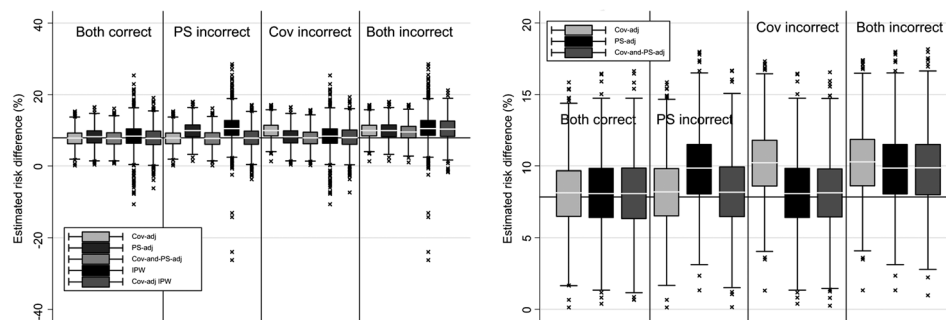 40
20
0
-20
-40
Estimated risk difference (%)
Both correct
PS incorrect
Cov incorrect
Both incorrect
Cov-adj
PS-adj
Cov-and-PS-adj
IPW
Cov-adj IPW
20
15
10
5
0
Estimated risk difference (%)
Cov-adj
PS-adj
Cov-and-PS-adj
Cov incorrect
Both incorrect
Both correct
PS incorrect